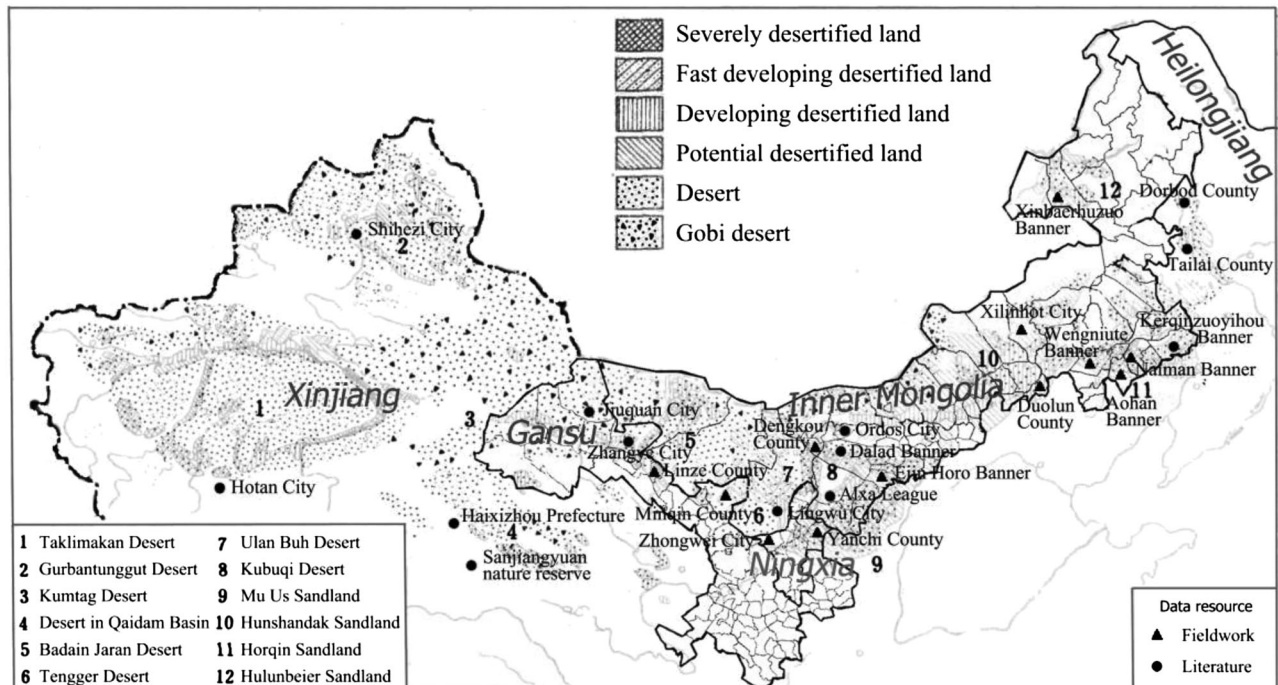 Severely desertified land
Fast developing desertified land
Developing desertified land
Potential desertified land
Desert
Gobi desert
Heilongjiang
12
Dorbod County
Xinbaerhuzuo
Banner
Shihezi City
2
Tailai County
Xilinhot City
Kerqinzuoyihou
Banner
Wengniute
Banner
10
Naiman Banner
Xinjiang
1
Inner Mongolia
11
Duolun
County
Aohan
Banner
3
Jiuquan City
Gansu
5
Dengkou
County
Ordos City
Zhangye City
Dalad Banner
Linze County
7
8
Ejin Horo Banner
Hotan City
Alxa League
Minqin County
6
Lingwu City
Haixizhou Prefecture
4
Zhongwei City
Yanchi County
Sanjiangyuan
nature reserve
Ningxia
9
1 Taklimakan Desert
2 Gurbantunggut Desert
3 Kumtag Desert
4 Desert in Qaidam Basin
5 Badain Jaran Desert
6 Tengger Desert
7 Ulan Buh Desert
8 Kubuqi Desert
9 Mu Us Sandland
10 Hunshandak Sandland
11 Horqin Sandland
12 Hulunbeier Sandland
Data resource
Fieldwork
Literature